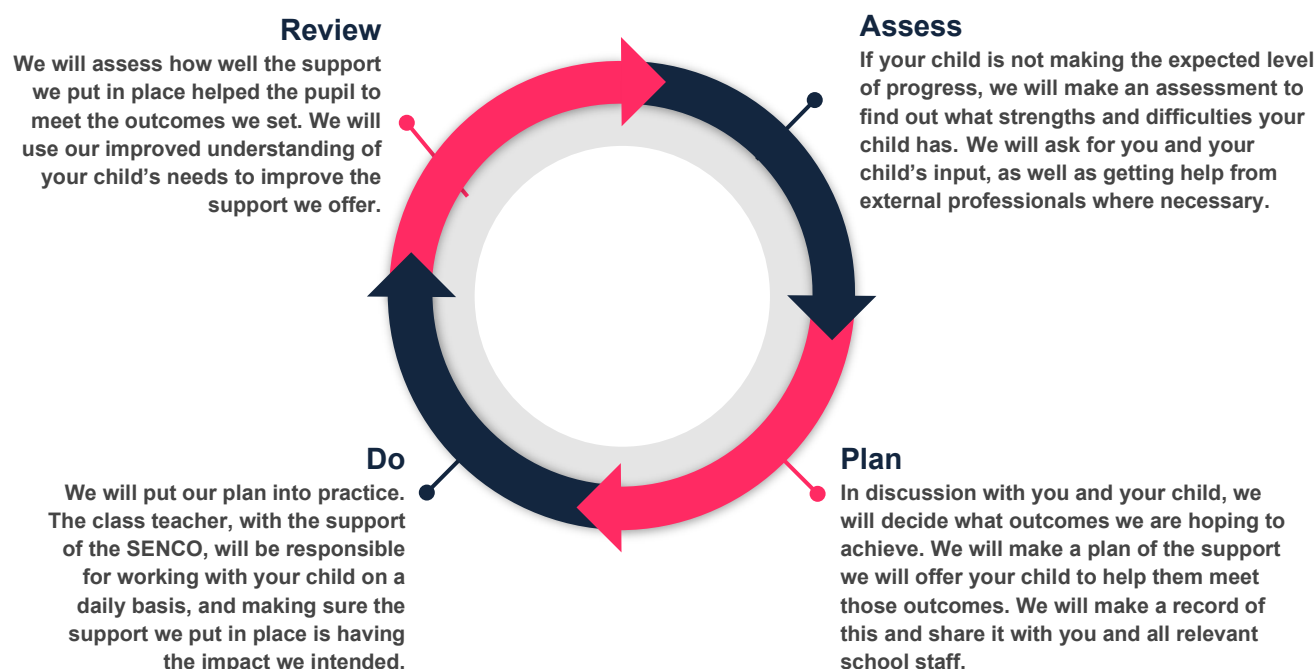 Review
We will assess how well the support
we put in place helped the pupil to
meet the outcomes we set. We will
use our improved understanding of
your child’s needs to improve the
support we offer.
Assess
If your child is not making the expected level
of progress, we will make an assessment to
find out what strengths and difficulties your
child has. We will ask for you and your
child’s input, as well as getting help from
external professionals where necessary.
Do
We will put our plan into practice.
The class teacher, with the support
of the SENCO, will be responsible
for working with your child on a
daily basis, and making sure the
support we put in place is having
the impact we intended.
Plan
In discussion with you and your child, we
will decide what outcomes we are hoping to
achieve. We will make a plan of the support
we will offer your child to help them meet
those outcomes. We will make a record of
this and share it with you and all relevant
school staff.